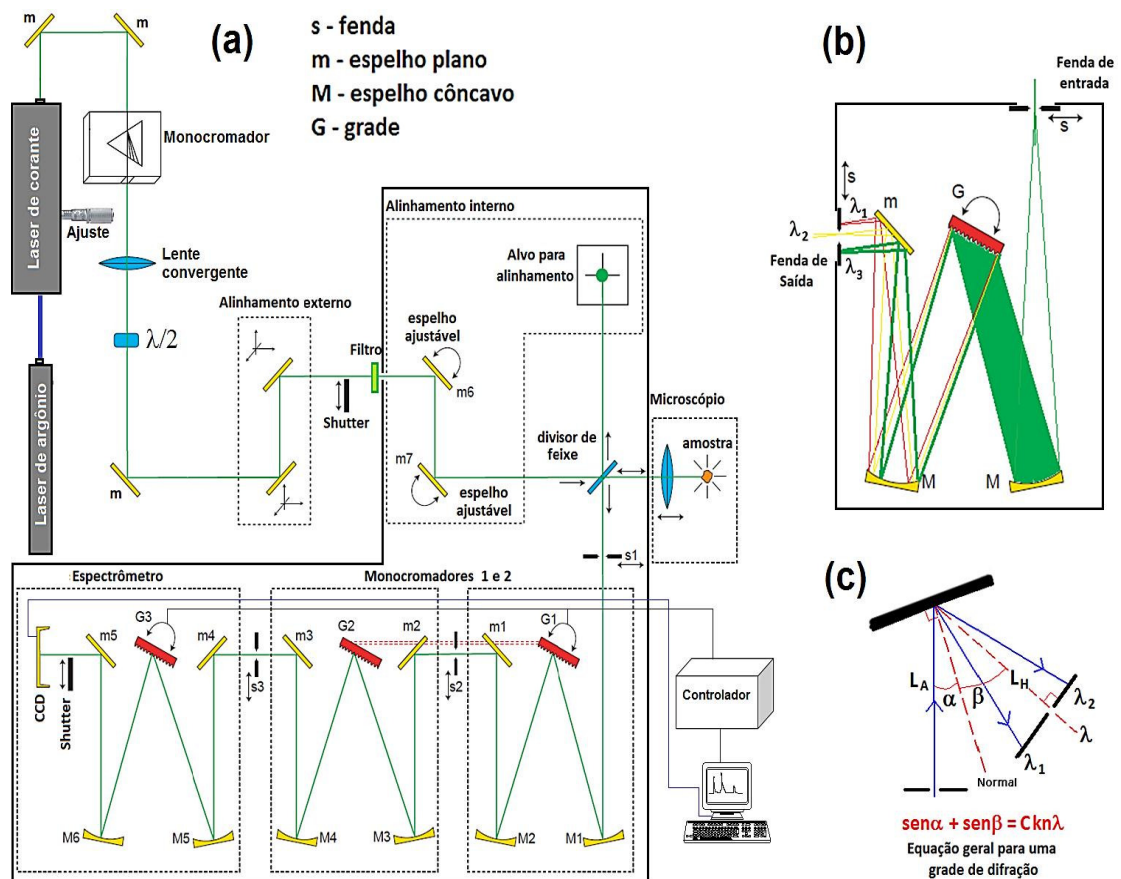 (a)
s - fenda
m - espelho plano
M - espelho côncavo
G - grade
m
m
Laser de corante
Monocromador
Ajuste
Lente
convergente
λ/2
Laser de argônio
m
Alinhamento externo
Shutter
Filtro
Alinhamento interno
Alvo para
alinhamento
espelho
ajustável
m6
m7
espelho
ajustável
divisor de
feixe
Microscópio
amostra
s1
Espectrômetro
Monocromadores 1 e 2
CCD
Shutter
m5
G3
m4
s3
m3
G2
m2
s2
m1
G1
M6
M5
M4
M3
M2
M1
Controlador
(b)
Fenda de
entrada
s
s
m
G
λ1
λ2
λ3
Fenda de
Saída
M
M
(c)
LA
α
β
LH
λ2
λ
λ1
Normal
senα + senβ = Cknλ
Equação geral para uma
grade de difração